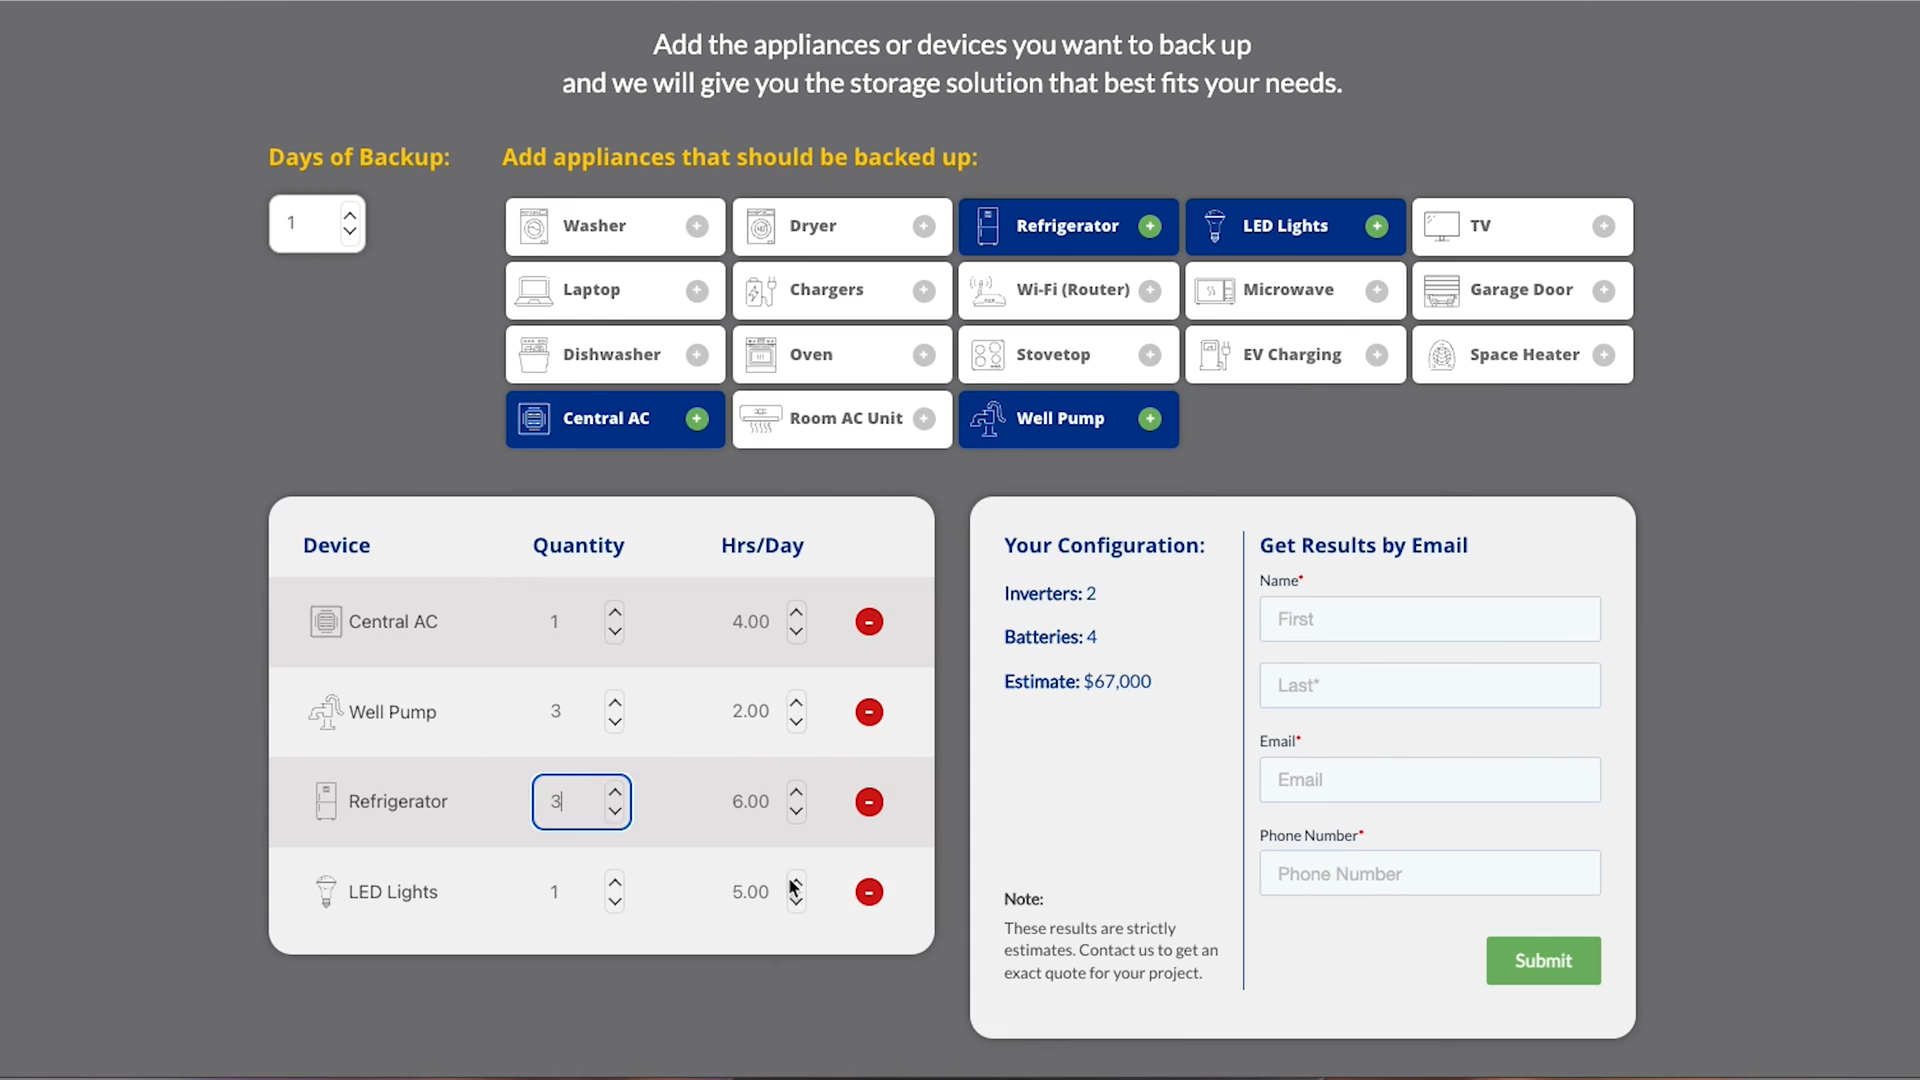 Add the appliances or devices you want to back up
and we will give you the storage solution that best fits your needs.
Days of Backup:
Add appliances that should be backed up:
1
Washer
Dryer
Refrigerator
LED Lights
TV
Laptop
Chargers
Wi-Fi (Router)
Microwave
Garage Door
Dishwasher
Oven
Stovetop
EV Charging
Space Heater
Central AC
Room AC Unit
Well Pump
Device Quantity Hrs/Day
Central AC 1 4.00
Well Pump 3 2.00
Refrigerator 3 6.00
LED Lights 1 5.00
Your Configuration:
Inverters: 2
Batteries: 4
Estimate: $67,000
Note:
These results are strictly
estimates. Contact us to get an
exact quote for your project.
Get Results by Email
Name*
First
Last*
Email*
Email
Phone Number*
Phone Number
Submit